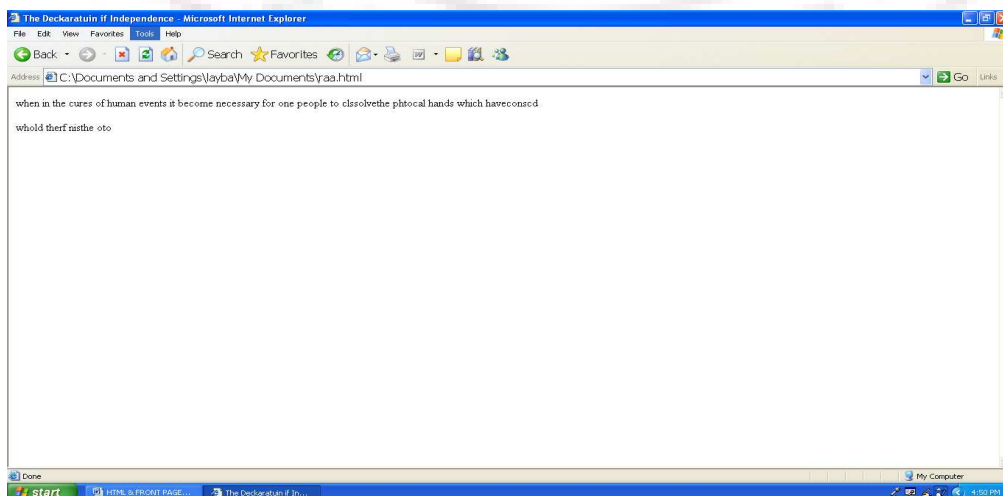 The Deckaratuin if Independence - Microsoft Internet Explorer
File Edit View Favorites Tools Help
Back Search Favorites
Address C:\Documents and Settings\layba\My Documents\raa.html Go Links
when in the cures of human events it become necessary for one people to clssolvethe phtocal hands which haveconscd
whold therf nisthe oto
Done My Computer
start HTML & FRONT PAGE... The Deckaratuin if In... 4:50 PM